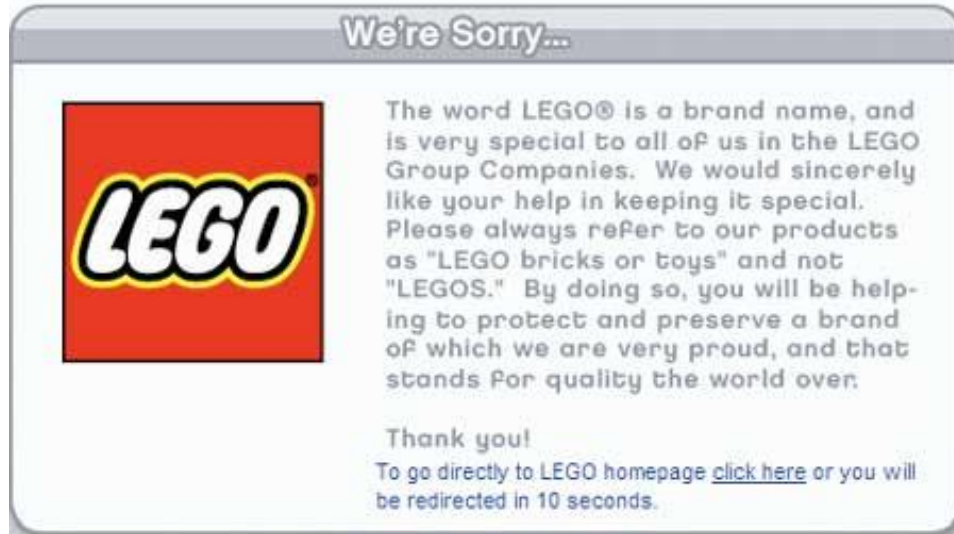 We're Sorry...
LEGO®
The word LEGO® is a brand name, and
is very special to all of us in the LEGO
Group Companies. We would sincerely
like your help in keeping it special.
Please always refer to our products
as "LEGO bricks or toys" and not
"LEGOS." By doing so, you will be help-
ing to protect and preserve a brand
of which we are very proud, and that
stands for quality the world over.
Thank you!
To go directly to LEGO homepage click here or you will
be redirected in 10 seconds.